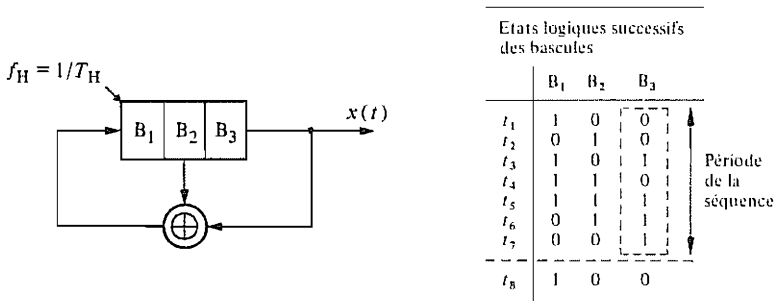 f_H = 1/T_H
B₁ B₂ B₃
x(t)
Etats logiques successifs
des bascules
B₁ B₂ B₃
t₁ 1 0 0
t₂ 0 1 0
t₃ 1 0 1
t₄ 1 1 0
t₅ 1 1 1
t₆ 0 1 1
t₇ 0 0 1
Période
de la
séquence
t₈ 1 0 0